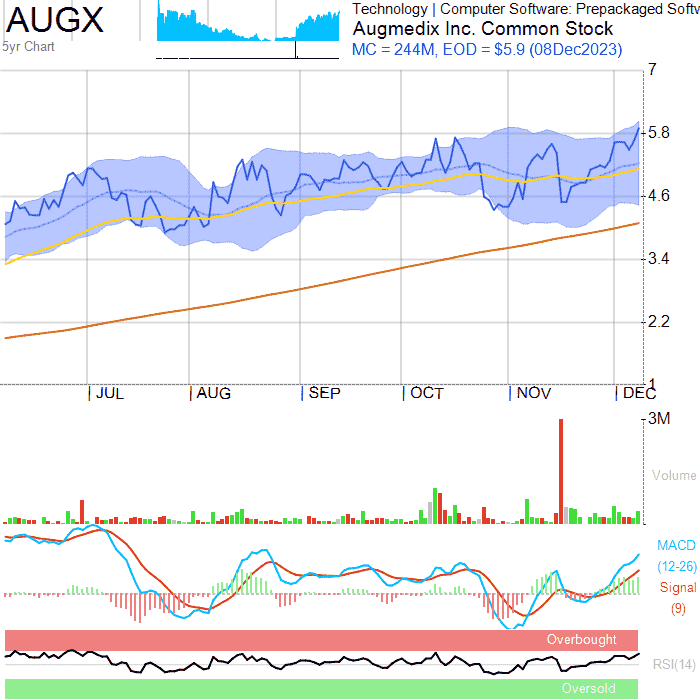 AUGX
5yr Chart
Technology | Computer Software: Prepackaged Softw
Augmedix Inc. Common Stock
MC = 244M, EOD = $5.9 (08Dec2023)
7
5.8
4.6
3.4
2.2
1
JUL AUG SEP OCT NOV DEC
3M
Volume
MACD
(12-26)
Signal
(9)
Overbought
RSI(14)
Oversold